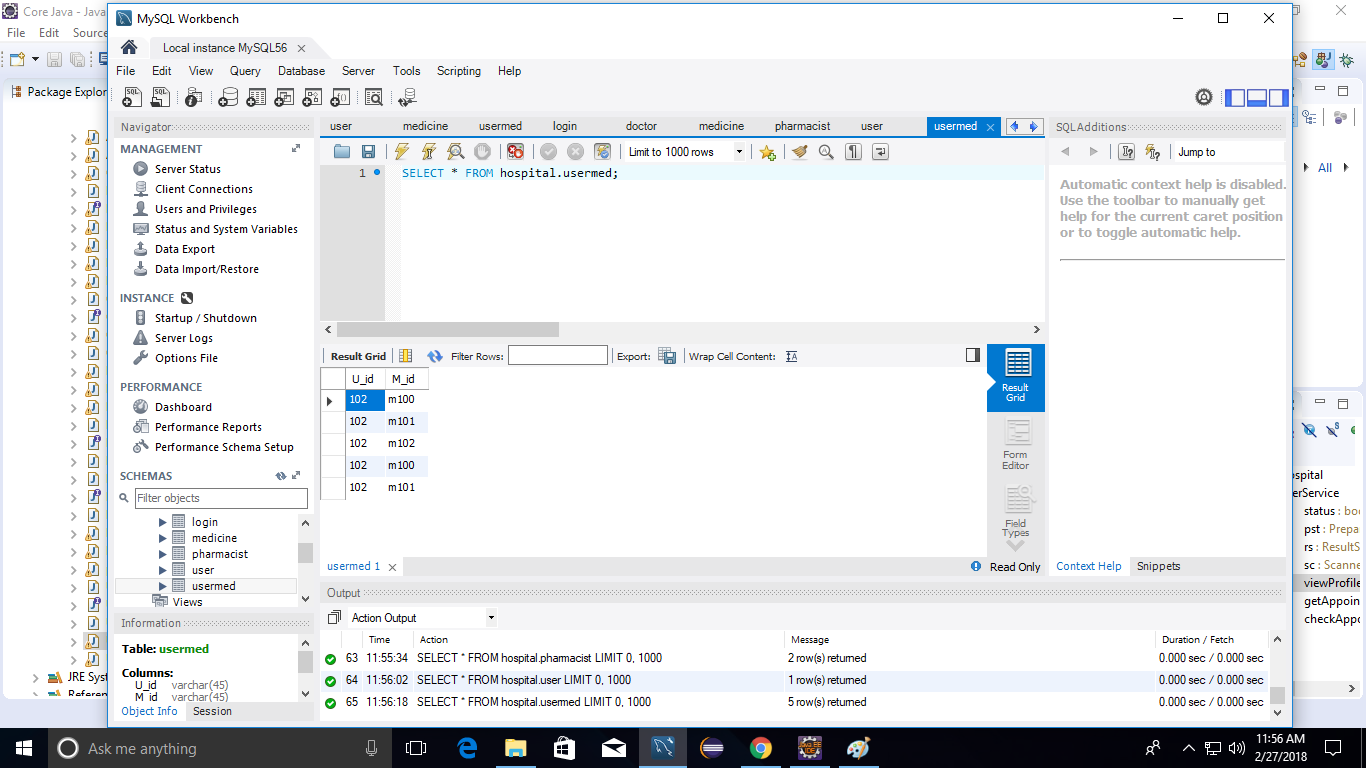 Core Java - Java
MySQL Workbench
File Edit Source
Local instance MySQL56
File Edit View Query Database Server Tools Scripting Help
Package Explor
Navigator
MANAGEMENT
Server Status
Client Connections
Users and Privileges
Status and System Variables
Data Export
Data Import/Restore
INSTANCE
Startup / Shutdown
Server Logs
Options File
PERFORMANCE
Dashboard
Performance Reports
Performance Schema Setup
SCHEMAS
Filter objects
login
medicine
pharmacist
user
usermed
Views
Information
Table: usermed
Columns:
U_id varchar(45)
M_id varchar(45)
Object Info Session
JRE Syst
Referenc
user medicine usermed login doctor medicine pharmacist user usermed
Limit to 1000 rows
1 SELECT * FROM hospital.usermed;
Result Grid Filter Rows: Export: Wrap Cell Content:
U_id M_id
102 m100
102 m101
102 m102
102 m100
102 m101
Result Grid
Form Editor
Field Types
usermed 1 Read Only
Output
Action Output
Time Action Message Duration / Fetch
63 11:55:34 SELECT * FROM hospital.pharmacist LIMIT 0, 1000 2 row(s) returned 0.000 sec / 0.000 sec
64 11:56:02 SELECT * FROM hospital.user LIMIT 0, 1000 1 row(s) returned 0.000 sec / 0.000 sec
65 11:56:18 SELECT * FROM hospital.usermed LIMIT 0, 1000 5 row(s) returned 0.000 sec / 0.000 sec
SQLAdditions
Jump to
Automatic context help is disabled.
Use the toolbar to manually get
help for the current caret position
or to toggle automatic help.
Context Help Snippets
All
ospital
erService
status : boo
pst : Prepa
rs : ResultS
sc : Scanne
viewProfile
getAppoin
checkAppo
Ask me anything
11:56 AM
2/27/2018